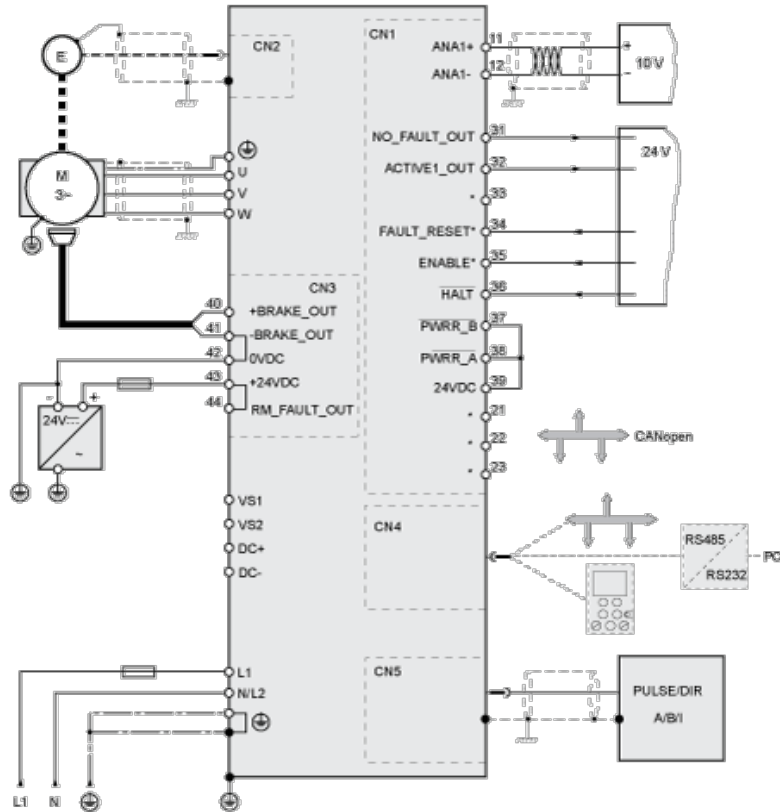 E
CN2
CN1
ANA1+
11
ANA1-
12
+
10V
-
M
3~
U
V
W
NO_FAULT_OUT
31
ACTIVE1_OUT
32
*
33
FAULT_RESET*
34
ENABLE*
35
HALT
36
24V
CN3
40
+BRAKE_OUT
41
-BRAKE_OUT
42
0VDC
43
+24VDC
44
RM_FAULT_OUT
PWRR_B
37
PWRR_A
38
24VDC
39
*
21
*
22
*
23
- +
24V
~
CANopen
VS1
VS2
DC+
DC-
CN4
RS485
RS232
PC
L1
N/L2
CN5
PULSE/DIR
A/B/I
L1
N